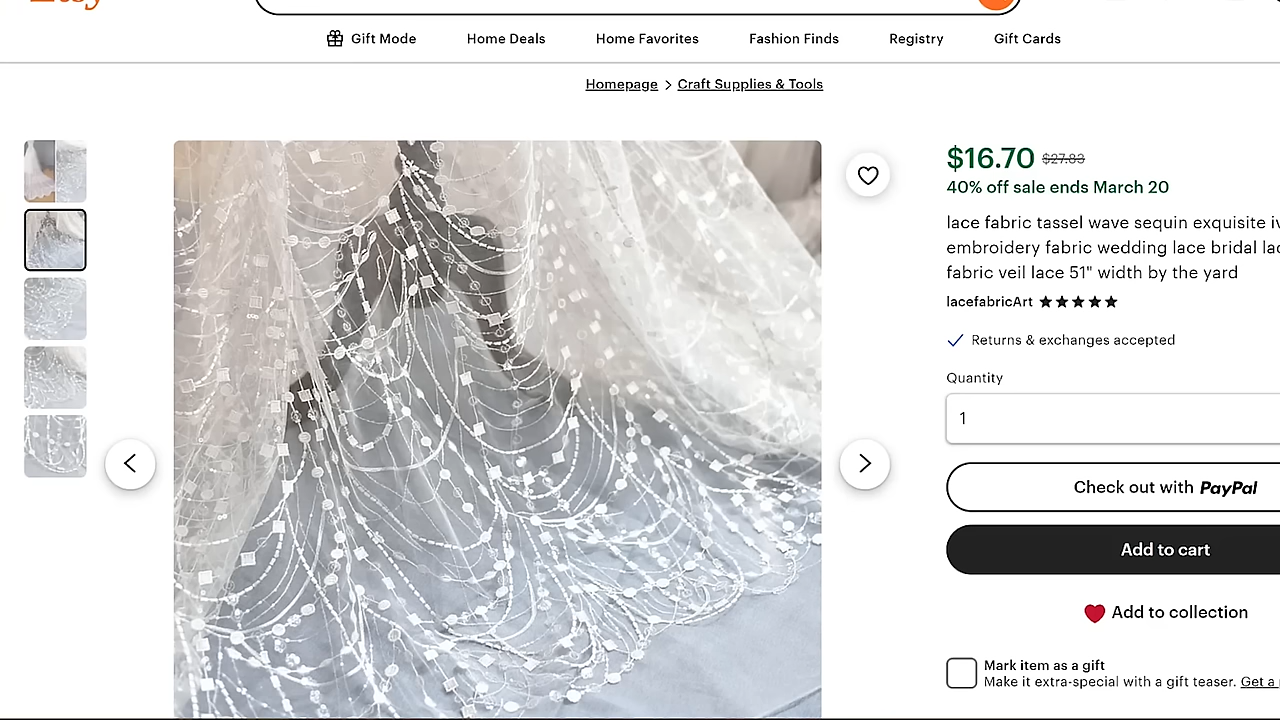 Etsy
Gift Mode Home Deals Home Favorites Fashion Finds Registry Gift Cards
Homepage > Craft Supplies & Tools
$16.70 $27.83
40% off sale ends March 20
lace fabric tassel wave sequin exquisite
embroidery fabric wedding lace bridal
fabric veil lace 51" width by the yard
lacefabricArt ★★★★★
Returns & exchanges accepted
Quantity
1
Check out with PayPal
Add to cart
Add to collection
Mark item as a gift
Make it extra-special with a gift teaser. Get a